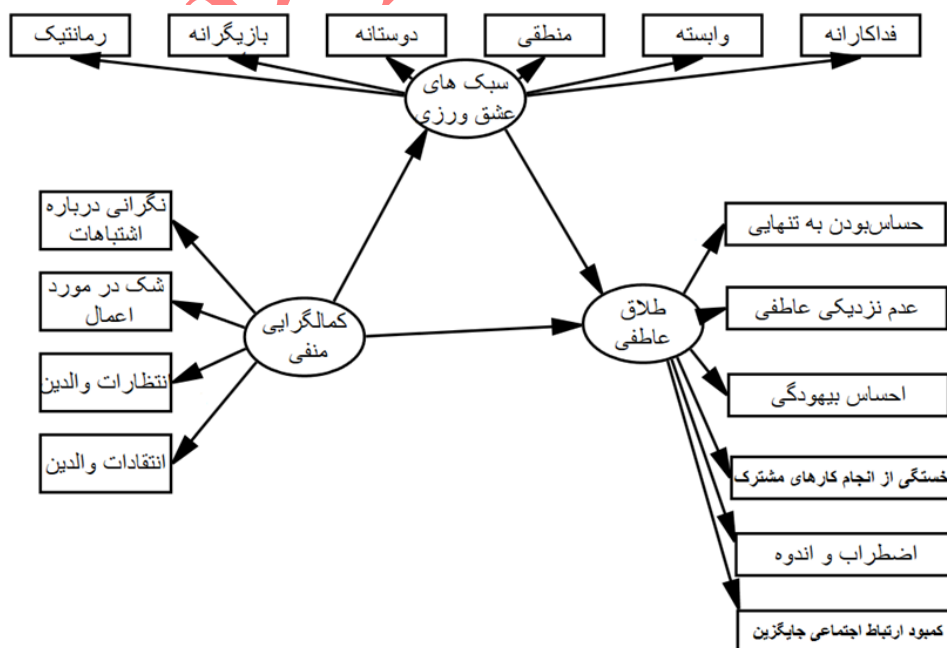 فداکارانه
وابسته
منطقی
دوستانه
بازیگرانه
رمانتیک
سبک های
عشق ورزی
نگرانی درباره
اشتباهات
شک در مورد
اعمال
انتظارات والدین
انتقادات والدین
کمالگرایی
منفی
طلاق
عاطفی
حساس‌بودن به تنهایی
عدم نزدیکی عاطفی
احساس بیهودگی
خستگی از انجام کارهای مشترک
اضطراب و اندوه
کمبود ارتباط اجتماعی جایگزین